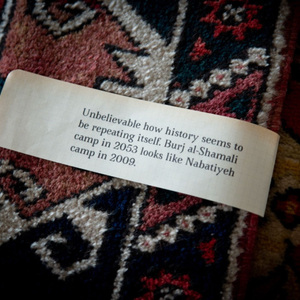 Unbelievable how history seems to
be repeating itself. Burj al-Shamali
camp in 2053 looks like Nabatiyeh
camp in 2009.